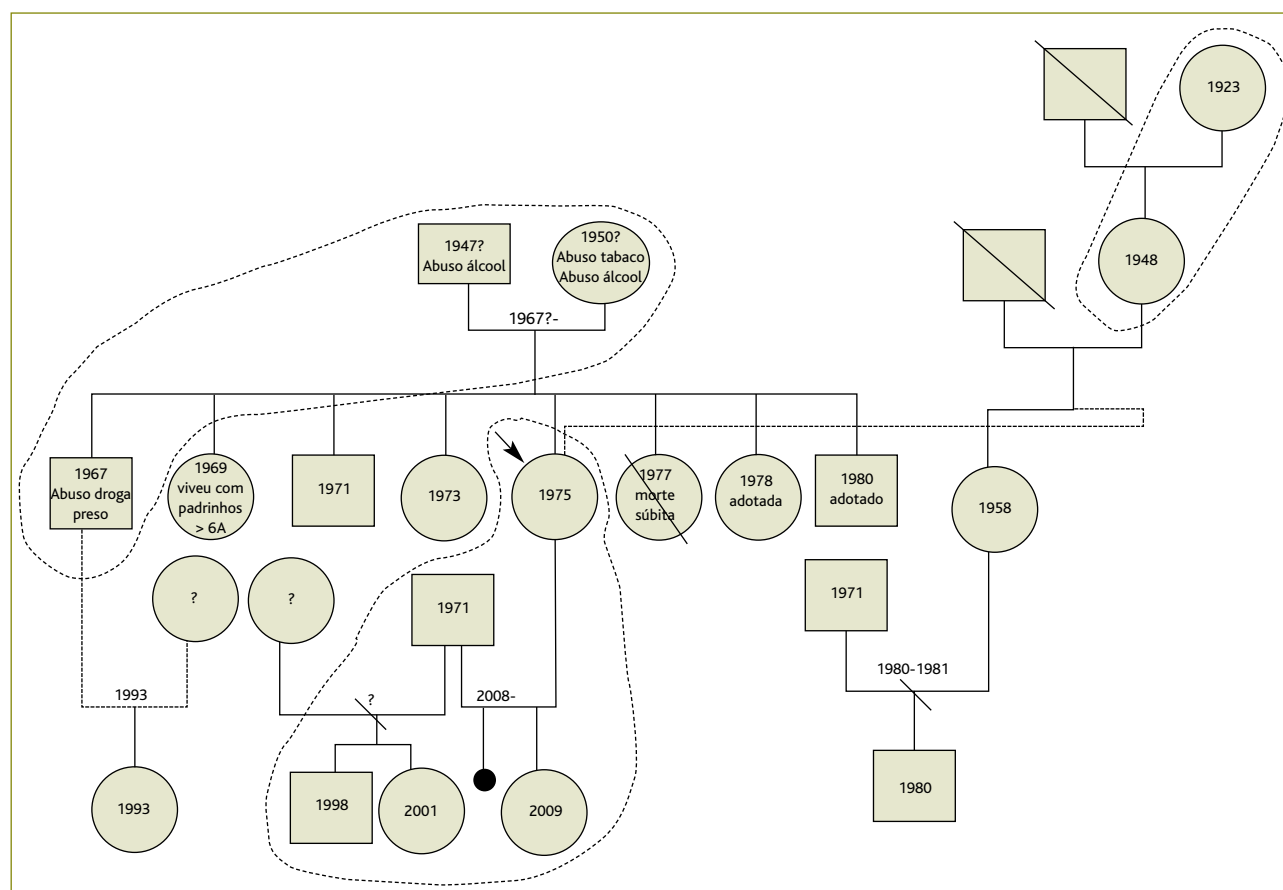 1923
1947?
Abuso álcool
1950?
Abuso tabaco
Abuso álcool
1948
1967?-
1967
Abuso droga
preso
1969
viveu com
padrinhos
> 6A
1971
1973
1975
1977
morte
súbita
1978
adotada
1980
adotado
1958
?
?
1971
1971
1993
?
2008-
1980-1981
1993
1998
2001
2009
1980